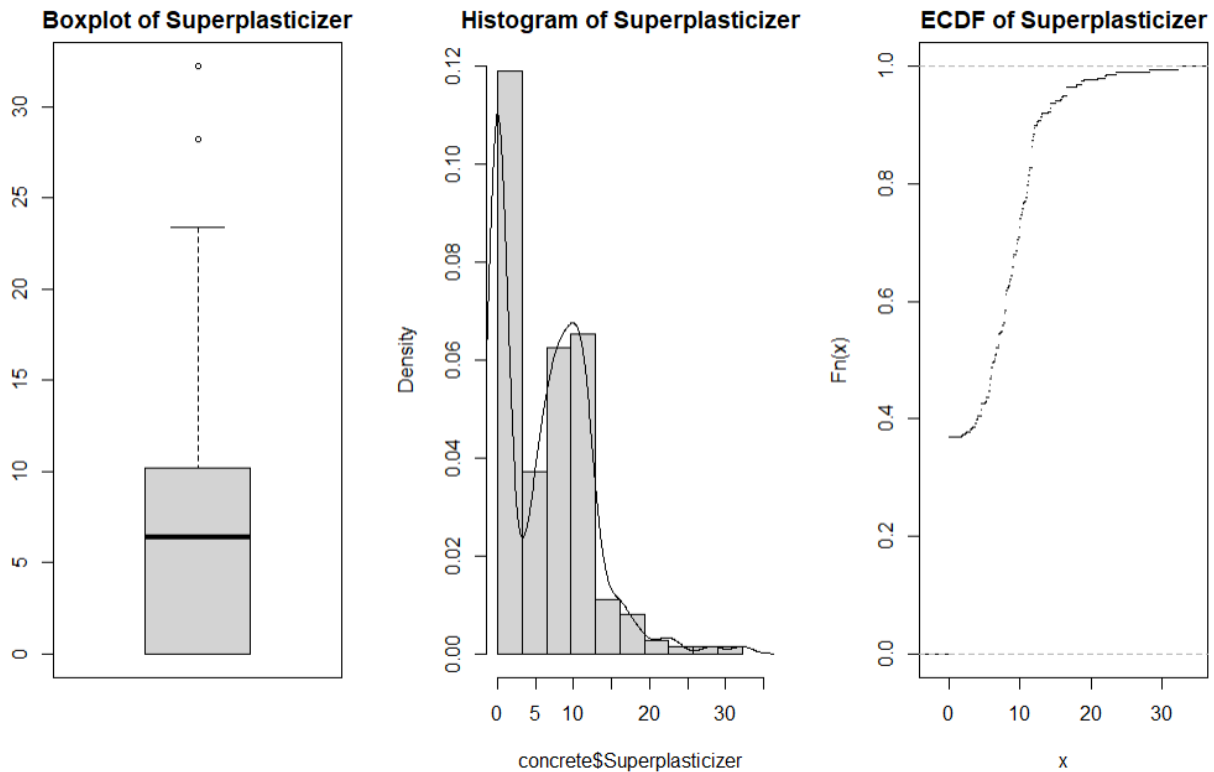 Boxplot of Superplasticizer
30
25
20
15
10
5
0
Histogram of Superplasticizer
Density
0.12
0.10
0.08
0.06
0.04
0.02
0.00
0 5 10 20 30
concrete$Superplasticizer
ECDF of Superplasticizer
Fn(x)
1.0
0.8
0.6
0.4
0.2
0.0
0 10 20 30
x